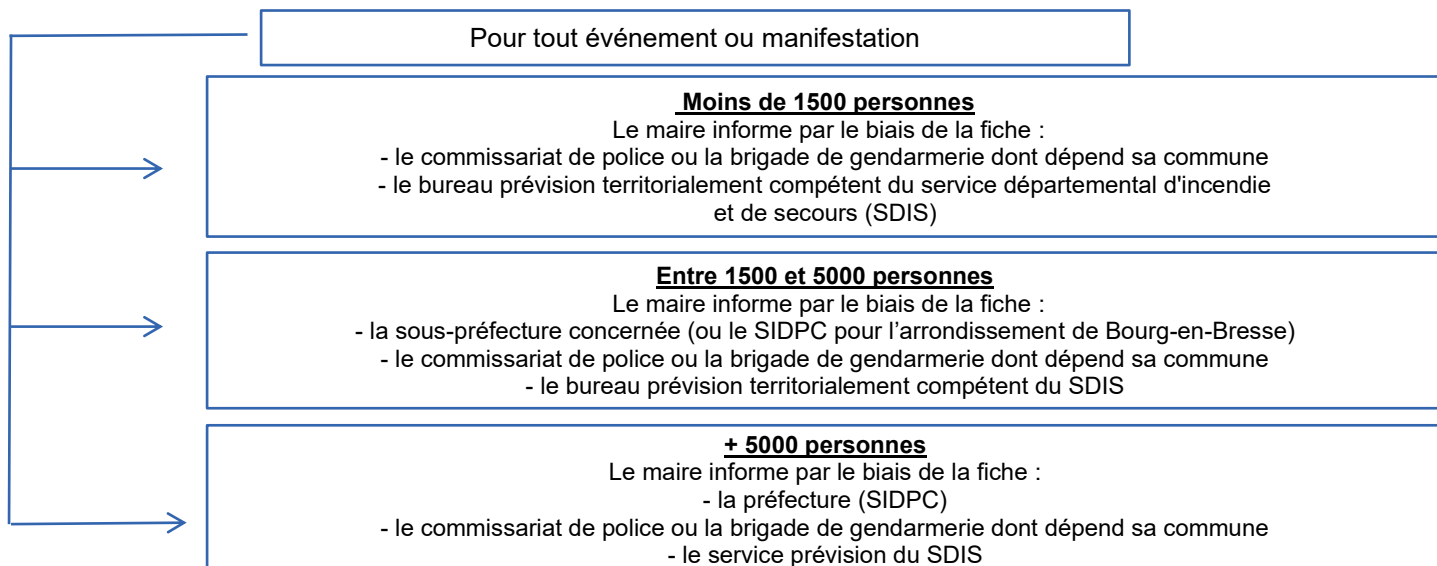 Pour tout événement ou manifestation
Moins de 1500 personnes
Le maire informe par le biais de la fiche :
- le commissariat de police ou la brigade de gendarmerie dont dépend sa commune
- le bureau prévision territorialement compétent du service départemental d'incendie
et de secours (SDIS)
Entre 1500 et 5000 personnes
Le maire informe par le biais de la fiche :
- la sous-préfecture concernée (ou le SIDPC pour l’arrondissement de Bourg-en-Bresse)
- le commissariat de police ou la brigade de gendarmerie dont dépend sa commune
- le bureau prévision territorialement compétent du SDIS
+ 5000 personnes
Le maire informe par le biais de la fiche :
- la préfecture (SIDPC)
- le commissariat de police ou la brigade de gendarmerie dont dépend sa commune
- le service prévision du SDIS